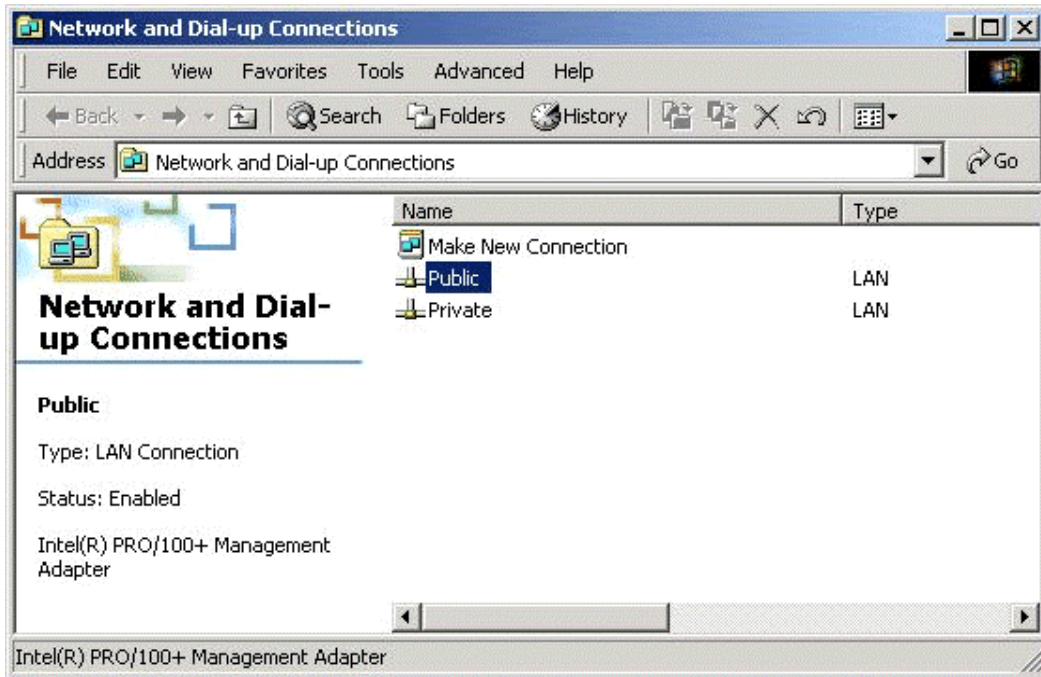 Network and Dial-up Connections
File Edit View Favorites Tools Advanced Help
Back Search Folders History
Address Network and Dial-up Connections Go
Name Type
Make New Connection
Public LAN
Private LAN
Network and Dial-
up Connections
Public
Type: LAN Connection
Status: Enabled
Intel(R) PRO/100+ Management
Adapter
Intel(R) PRO/100+ Management Adapter